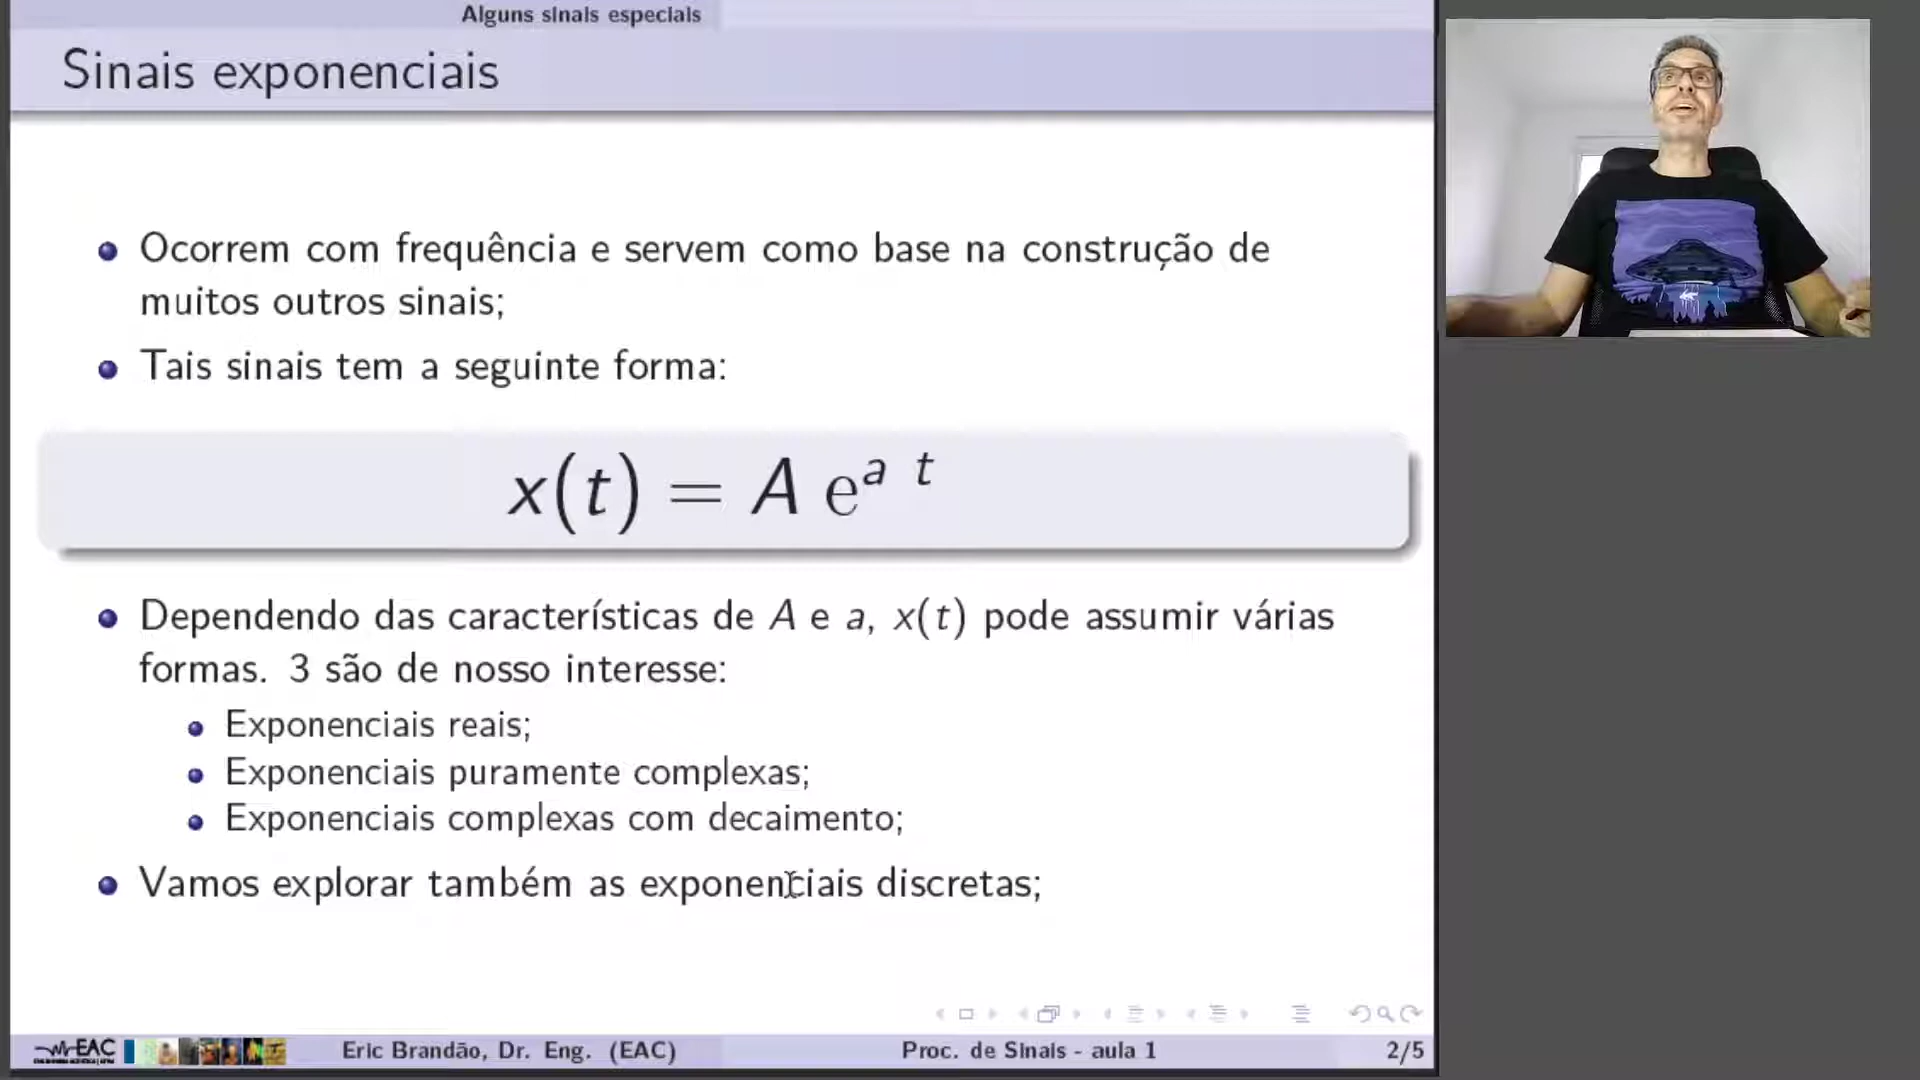 Alguns sinais especiais
Sinais exponenciais
Ocorrem com frequência e servem como base na construção de
muitos outros sinais;
Tais sinais tem a seguinte forma:
x(t) = A e^{a t}
Dependendo das características de A e a, x(t) pode assumir várias
formas. 3 são de nosso interesse:
Exponenciais reais;
Exponenciais puramente complexas;
Exponenciais complexas com decaimento;
Vamos explorar também as exponenciais discretas;
EAC
Eric Brandão, Dr. Eng. (EAC)
Proc. de Sinais - aula 1
2/5